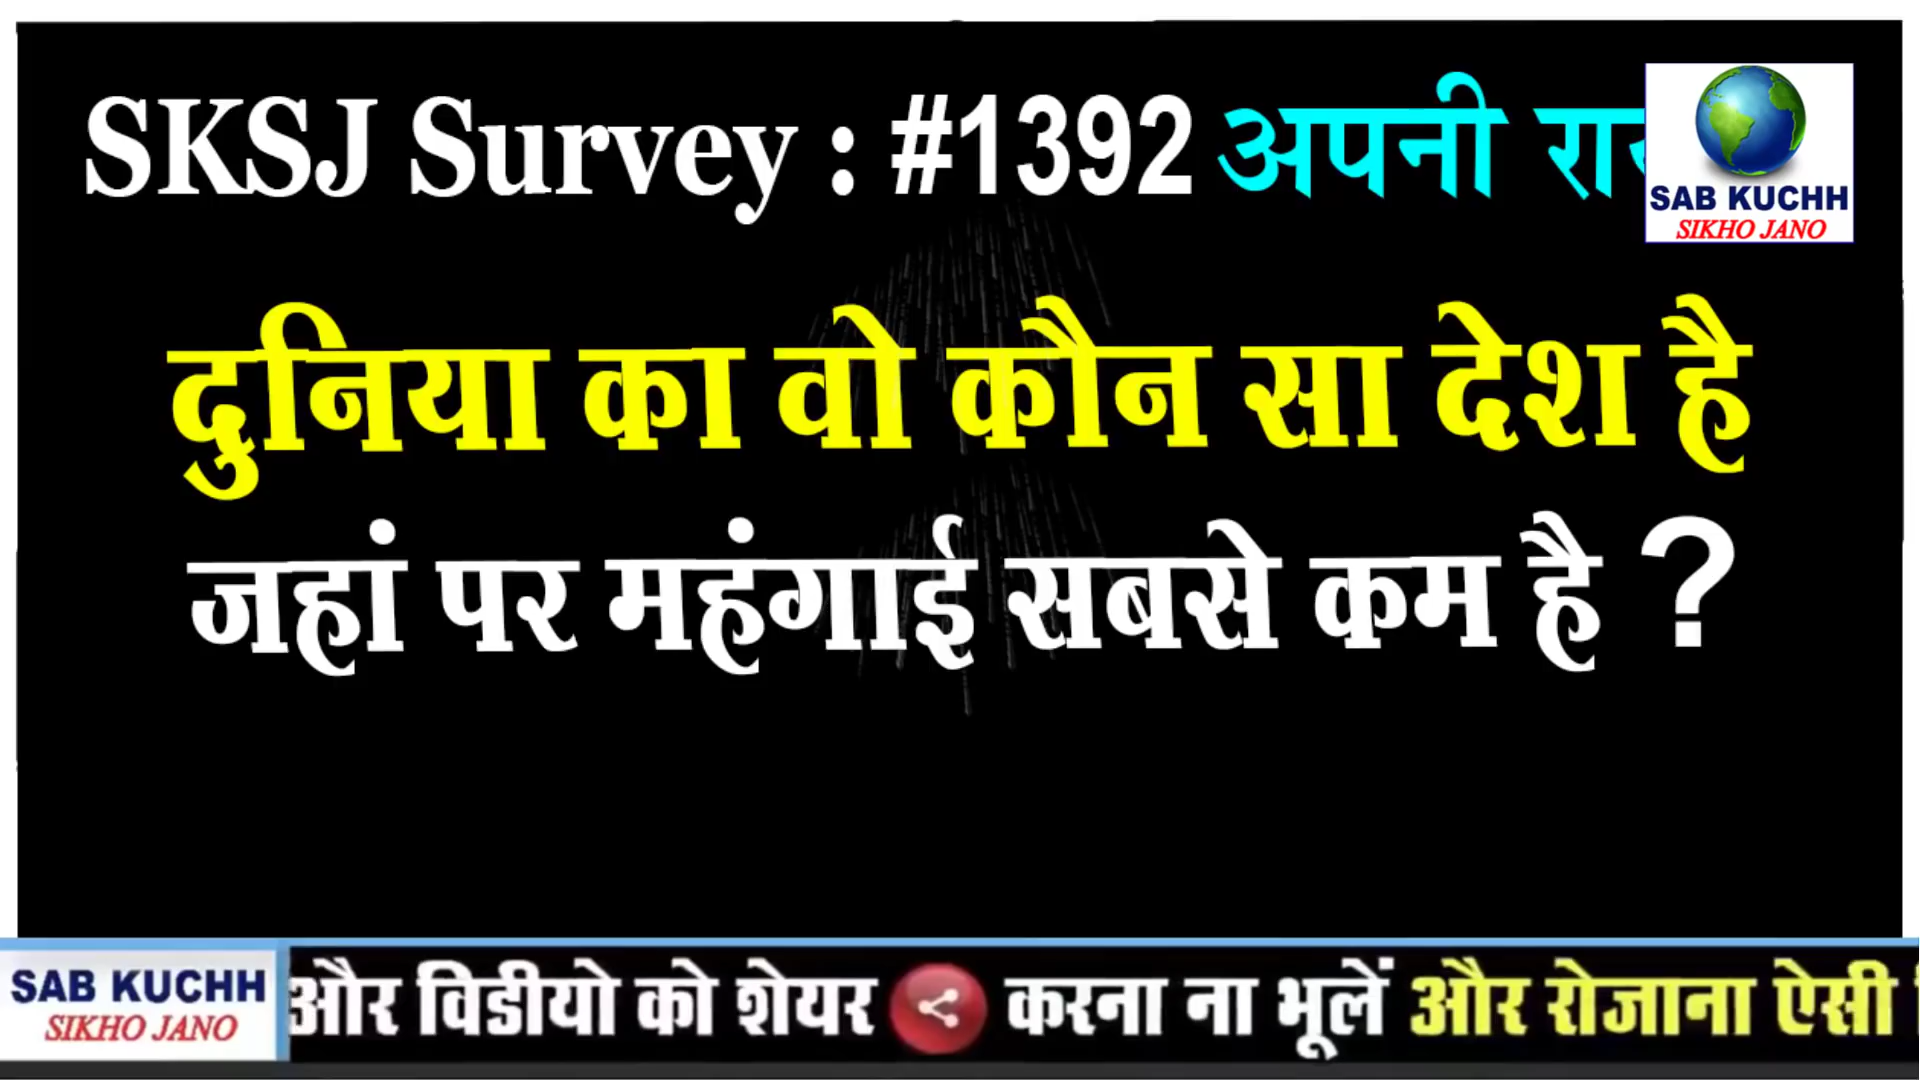 SKSJ Survey : #1392 अपनी
SAB KUCHH
SIKHO JANO
दुनिया का वो कौन सा देश है
जहां पर महंगाई सबसे कम है ?
SAB KUCHH
SIKHO JANO
और विडीयो को शेयर करना ना भूलें और रोजाना ऐसी